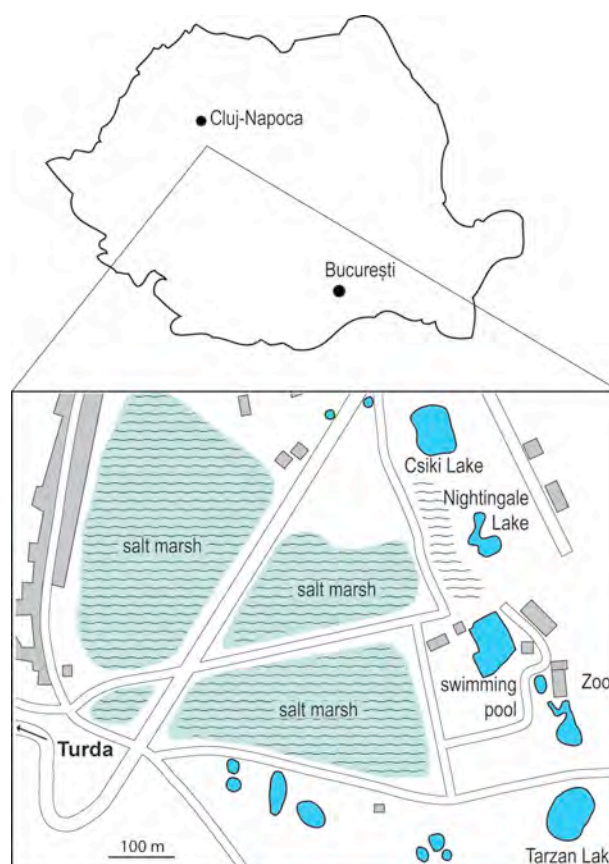 Cluj-Napoca
București
Csiki Lake
Nightingale
Lake
salt marsh
salt marsh
swimming
pool
Zoo
salt marsh
Turda
100 m
Tarzan Lak